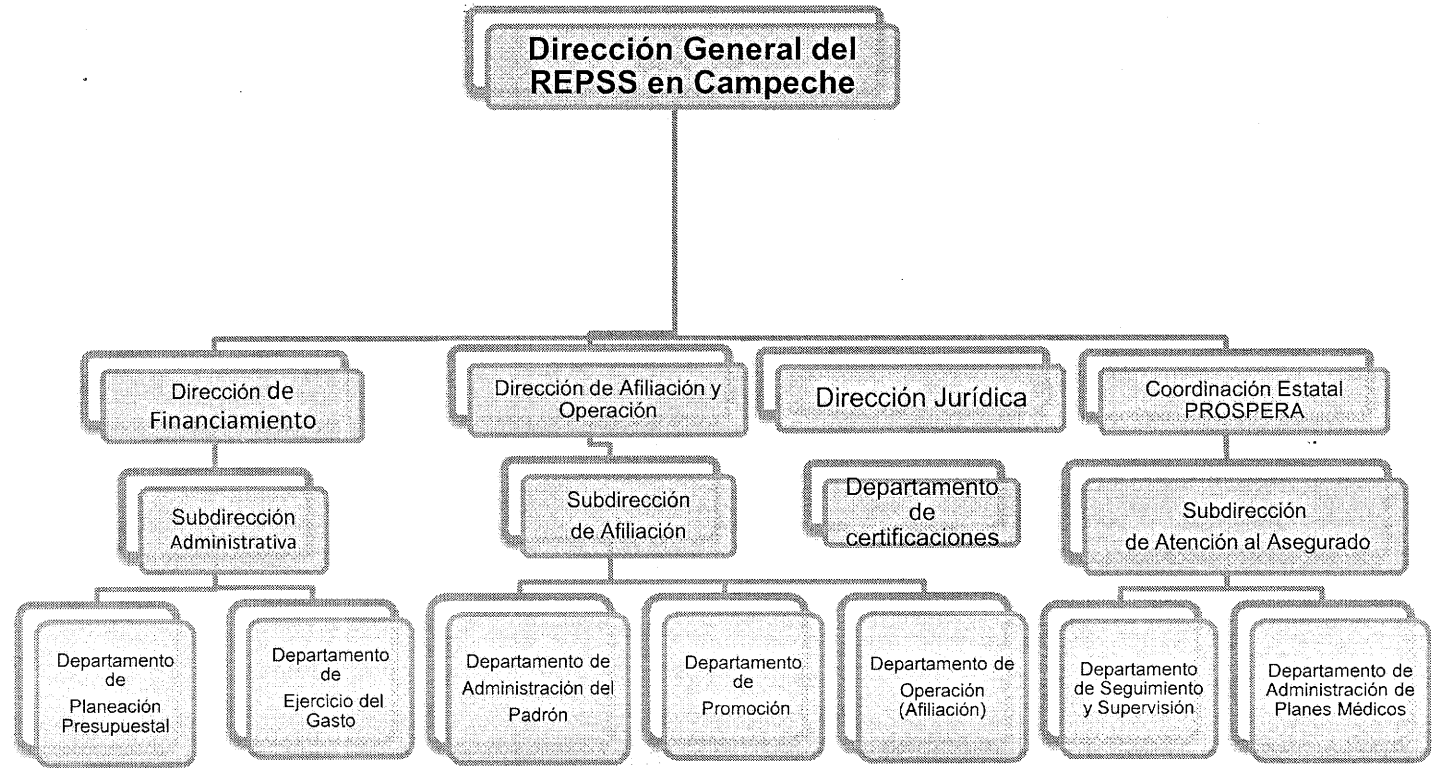 Dirección General del
REPSS en Campeche
Dirección de
Financiamiento
Dirección de Afiliación y
Operación
Dirección Jurídica
Coordinación Estatal
PROSPERA
Subdirección
Administrativa
Subdirección
de Afiliación
Departamento
de
certificaciones
Subdirección
de Atención al Asegurado
Departamento
de
Planeación
Presupuestal
Departamento
de
Ejercicio del
Gasto
Departamento de
Administración del
Padrón
Departamento
de
Promoción
Departamento de
Operación
(Afiliación)
Departamento
de Seguimiento
y Supervisión
Departamento de
Administración de
Planes Médicos